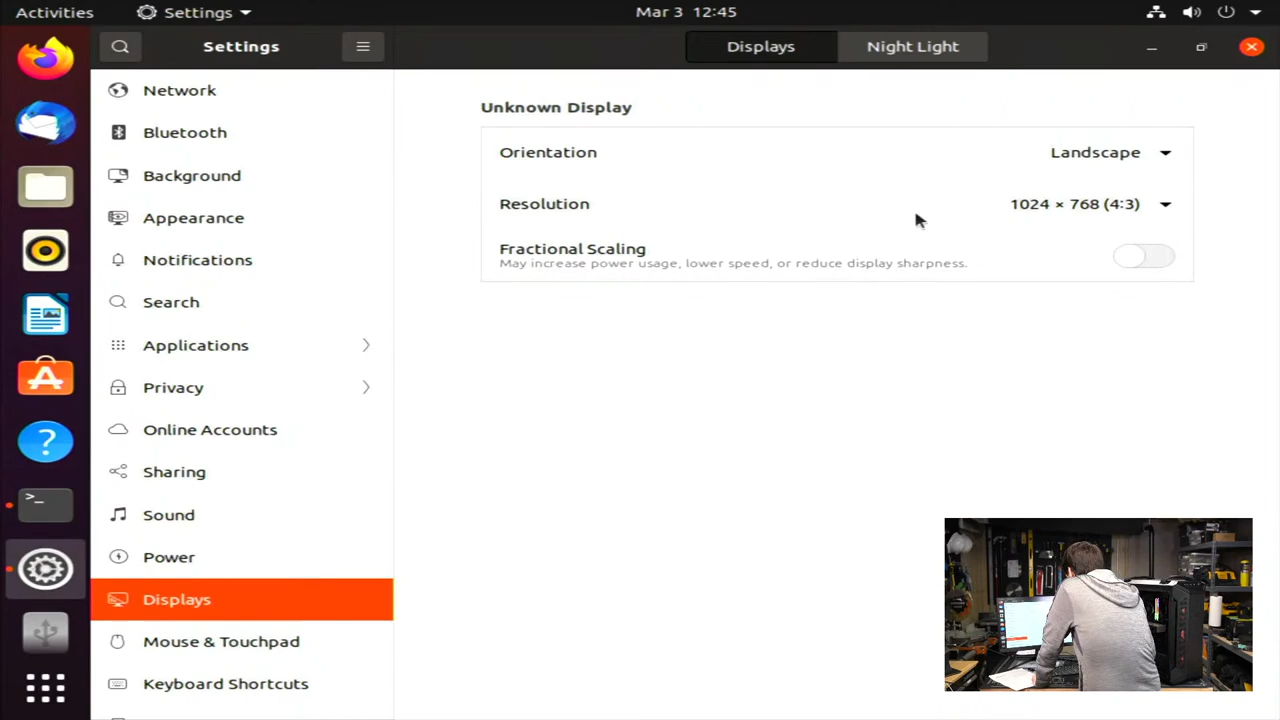 Activities Settings Mar 3 12:45
Settings Displays Night Light
Network
Bluetooth
Background
Appearance
Notifications
Search
Applications
Privacy
Online Accounts
Sharing
Sound
Power
Displays
Mouse & Touchpad
Keyboard Shortcuts
Unknown Display
Orientation Landscape
Resolution 1024 × 768 (4:3)
Fractional Scaling
May increase power usage, lower speed, or reduce display sharpness.